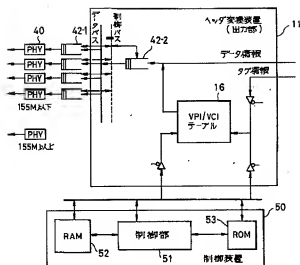 データバス
制御バス
ヘッダ変換装置
(出力部)
11
40
42-1
42-2
PHY
PHY
PHY
PHY
155M以下
データ情報
タグ情報
16
VPI/VCI
テーブル
PHY
155M以上
50
53
RAM
制御部
ROM
52
51
制御装置